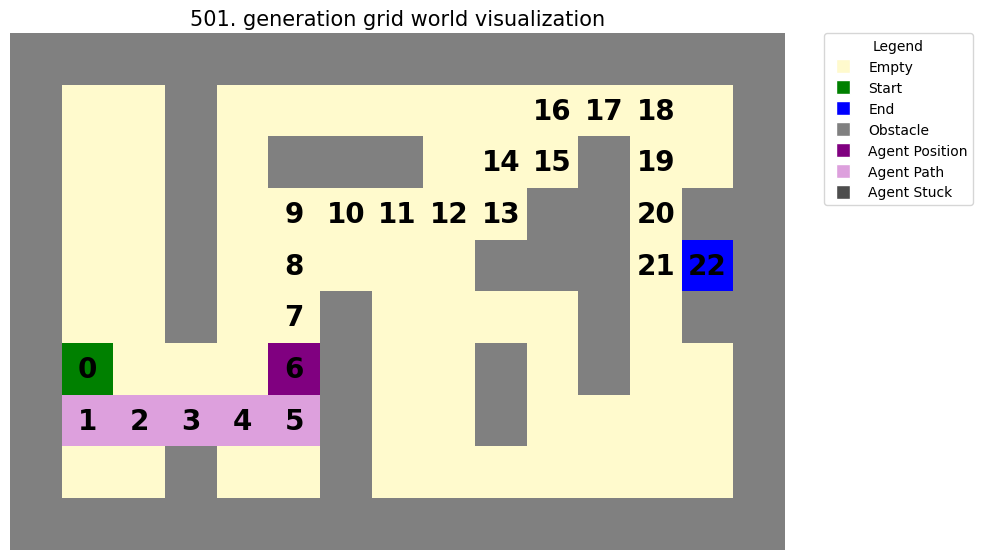 501. generation grid world visualization
Legend
Empty
Start
End
Obstacle
Agent Position
Agent Path
Agent Stuck
16 17 18
14 15 19
9 10 11 12 13 20
8 21 22
7
0 6
1 2 3 4 5